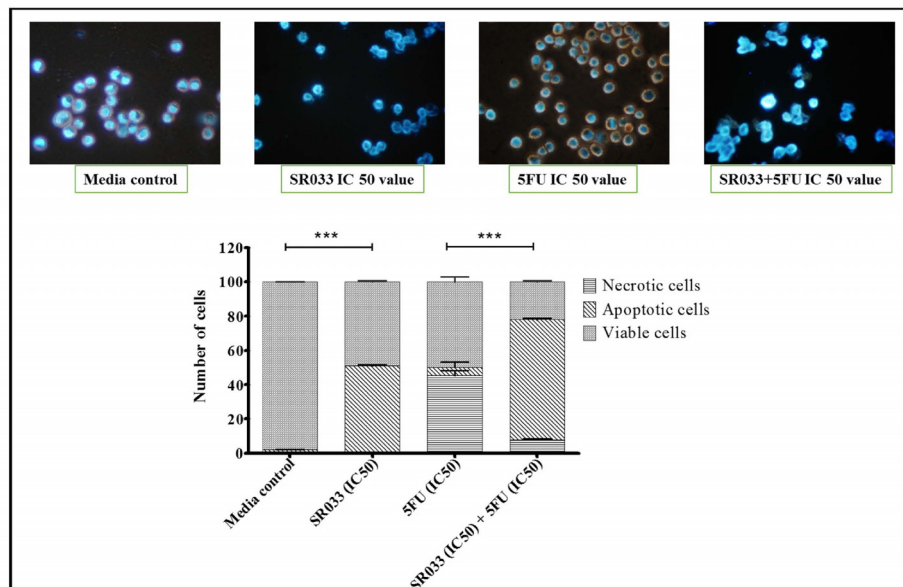 Media control
SR033 IC 50 value
5FU IC 50 value
SR033+5FU IC 50 value
***
***
120
100
80
60
40
20
0
Number of cells
Necrotic cells
Apoptotic cells
Viable cells
Media control
SR033 (IC50)
5FU (IC50)
SR033 (IC50) + 5FU (IC50)